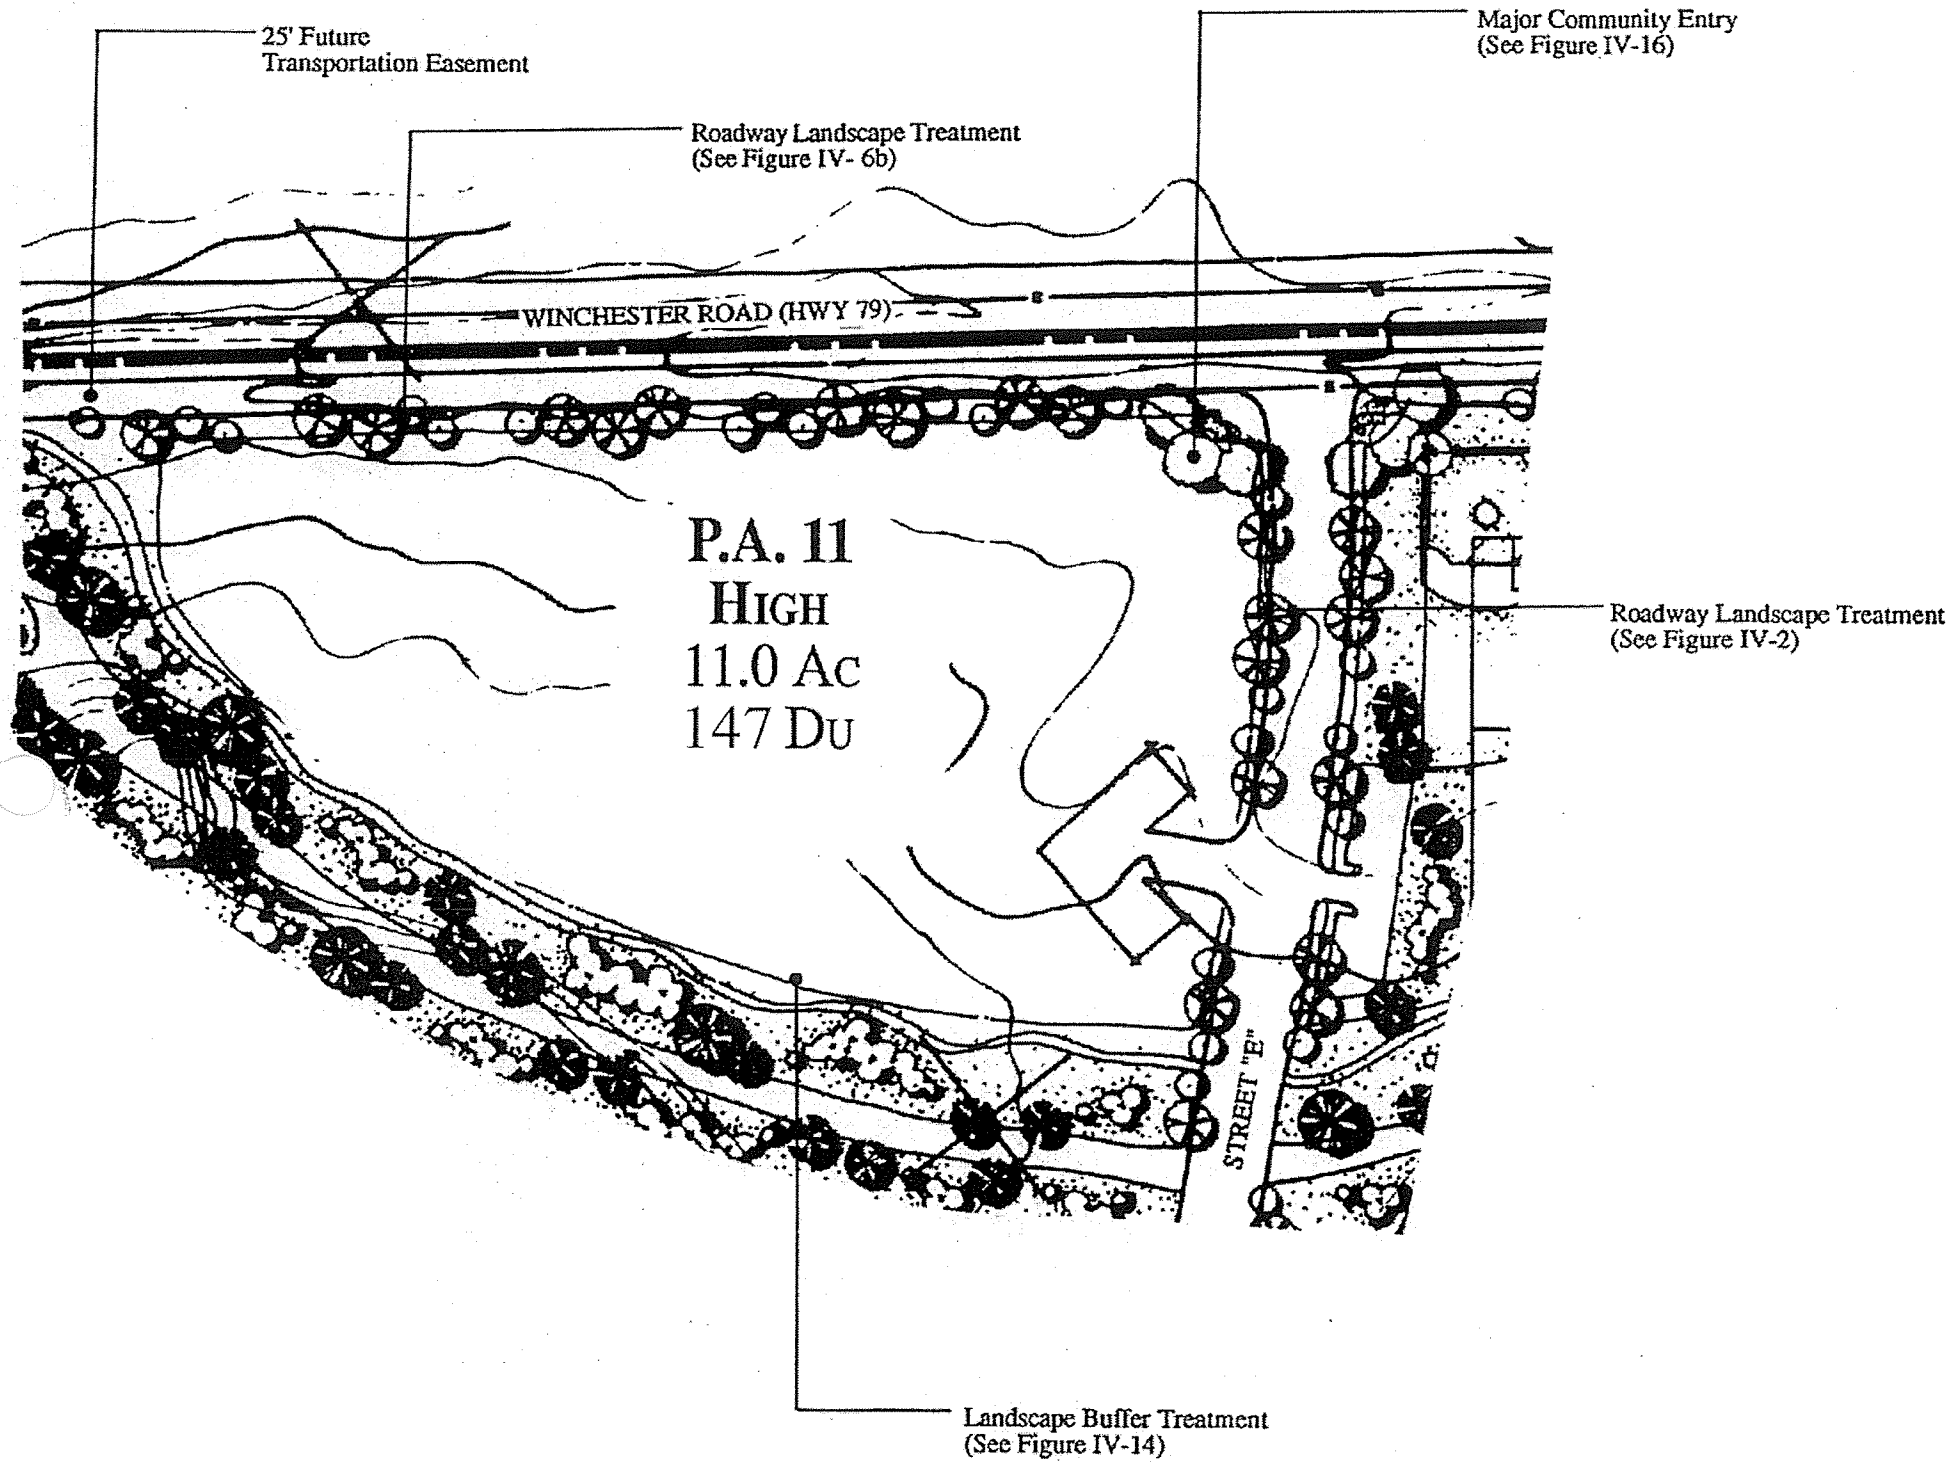 25' Future
Transportation Easement
Major Community Entry
(See Figure IV-16)
Roadway Landscape Treatment
(See Figure IV- 6b)
WINCHESTER ROAD (HWY 79)
P.A. 11
HIGH
11.0 AC
147 DU
Roadway Landscape Treatment
(See Figure IV-2)
STREET "E"
Landscape Buffer Treatment
(See Figure IV-14)